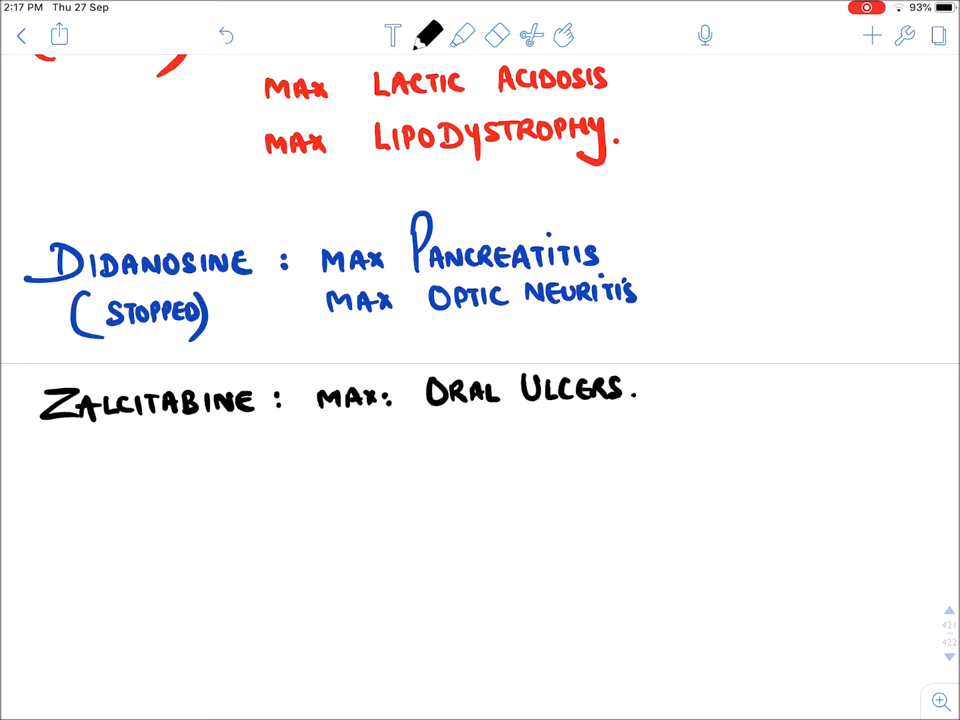 2:17 PM Thu 27 Sep 93%
T
MAX LACTIC ACIDOSIS
MAX LIPODYSTROPHY.
DIDANOSINE : MAX PANCREATITIS
(STOPPED) MAX OPTIC NEURITIS
ZALCITABINE : MAX: ORAL ULCERS.
421
422